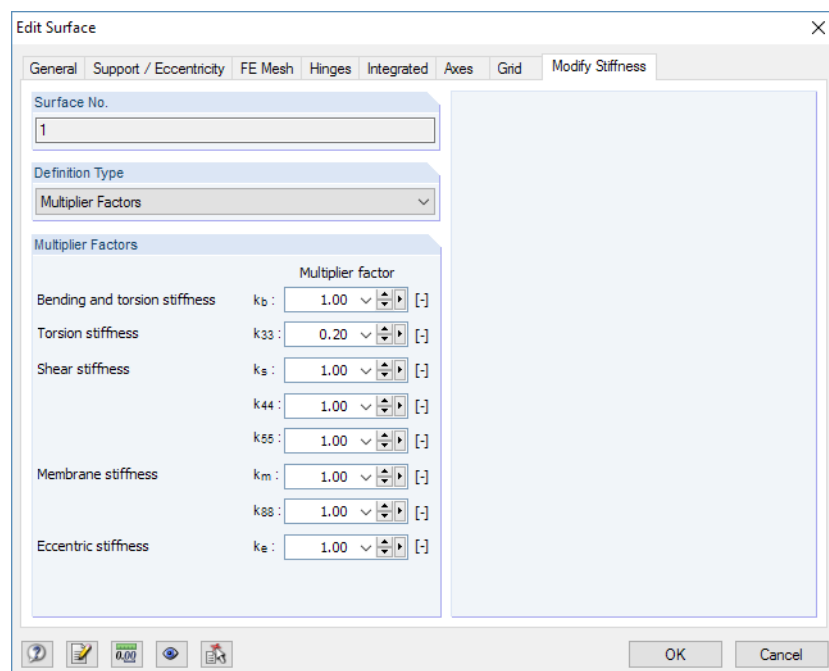 Edit Surface
General Support / Eccentricity FE Mesh Hinges Integrated Axes Grid Modify Stiffness
Surface No.
1
Definition Type
Multiplier Factors
Multiplier Factors
Multiplier factor
Bending and torsion stiffness kb : 1.00 [-]
Torsion stiffness k33 : 0.20 [-]
Shear stiffness ks : 1.00 [-]
k44 : 1.00 [-]
k55 : 1.00 [-]
Membrane stiffness km : 1.00 [-]
k88 : 1.00 [-]
Eccentric stiffness ke : 1.00 [-]
0.00 OK Cancel